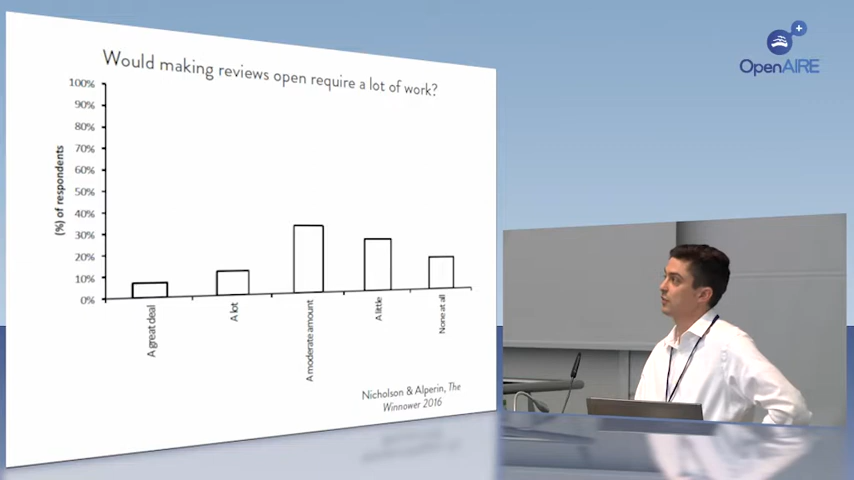 OpenAIRE
Would making reviews open require a lot of work?
(%) of respondents
100%
90%
80%
70%
60%
50%
40%
30%
20%
10%
0%
A great deal
A lot
A moderate amount
A little
None at all
Nicholson & Alperin, The
Winnower 2016